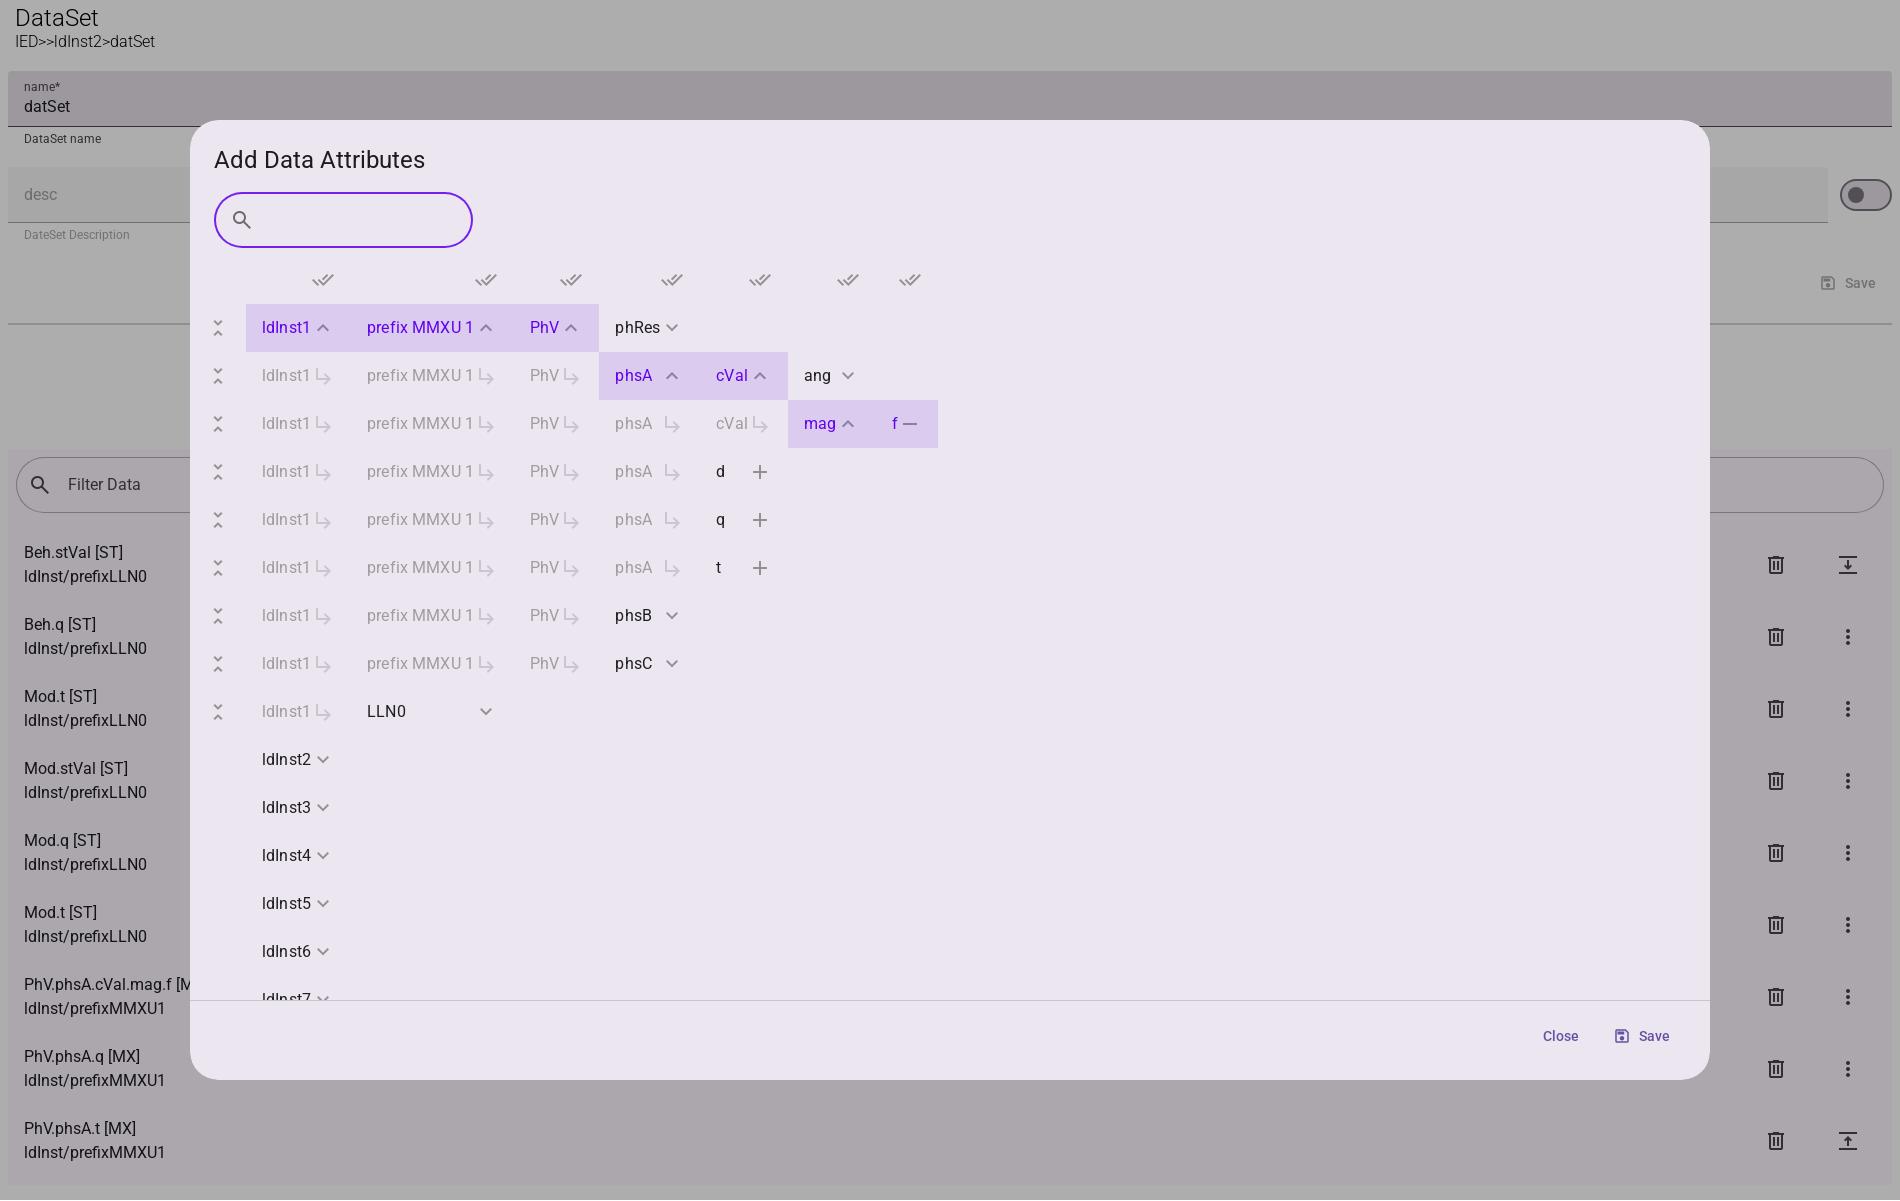 DataSet
IED>>ldInst2>datSet
name*
datSet
DataSet name
desc
DateSet Description
Save
Add Data Attributes
ldInst1 prefix MMXU 1 PhV phRes
ldInst1 prefix MMXU 1 PhV phsA cVal ang
ldInst1 prefix MMXU 1 PhV phsA cVal mag f
ldInst1 prefix MMXU 1 PhV phsA d
ldInst1 prefix MMXU 1 PhV phsA q
ldInst1 prefix MMXU 1 PhV phsA t
ldInst1 prefix MMXU 1 PhV phsB
ldInst1 prefix MMXU 1 PhV phsC
ldInst1 LLN0
ldInst2
ldInst3
ldInst4
ldInst5
ldInst6
ldInst7
Close Save
Filter Data
Beh.stVal [ST]
ldInst/prefixLLN0
Beh.q [ST]
ldInst/prefixLLN0
Mod.t [ST]
ldInst/prefixLLN0
Mod.stVal [ST]
ldInst/prefixLLN0
Mod.q [ST]
ldInst/prefixLLN0
Mod.t [ST]
ldInst/prefixLLN0
PhV.phsA.cVal.mag.f [M
ldInst/prefixMMXU1
PhV.phsA.q [MX]
ldInst/prefixMMXU1
PhV.phsA.t [MX]
ldInst/prefixMMXU1